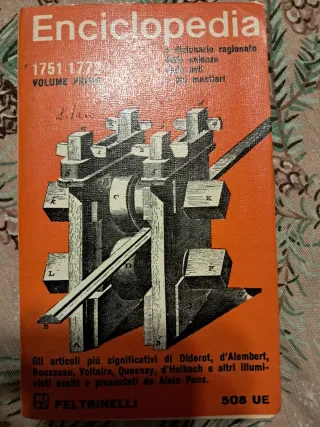 Enciclopedia
1751 1772
o dizionario ragionato
delle scienze
delle arti
e dei mestieri
VOLUME PRIMO
K
C
K
L
D
P
A
B
B
Gli articoli piú significativi di Diderot, d'Alembert,
Rousseau, Voltaire, Quesnay, d'Holbach e altri illumi-
nisti scelti e presentati da Alain Pons.
FELTRINELLI
508 UE